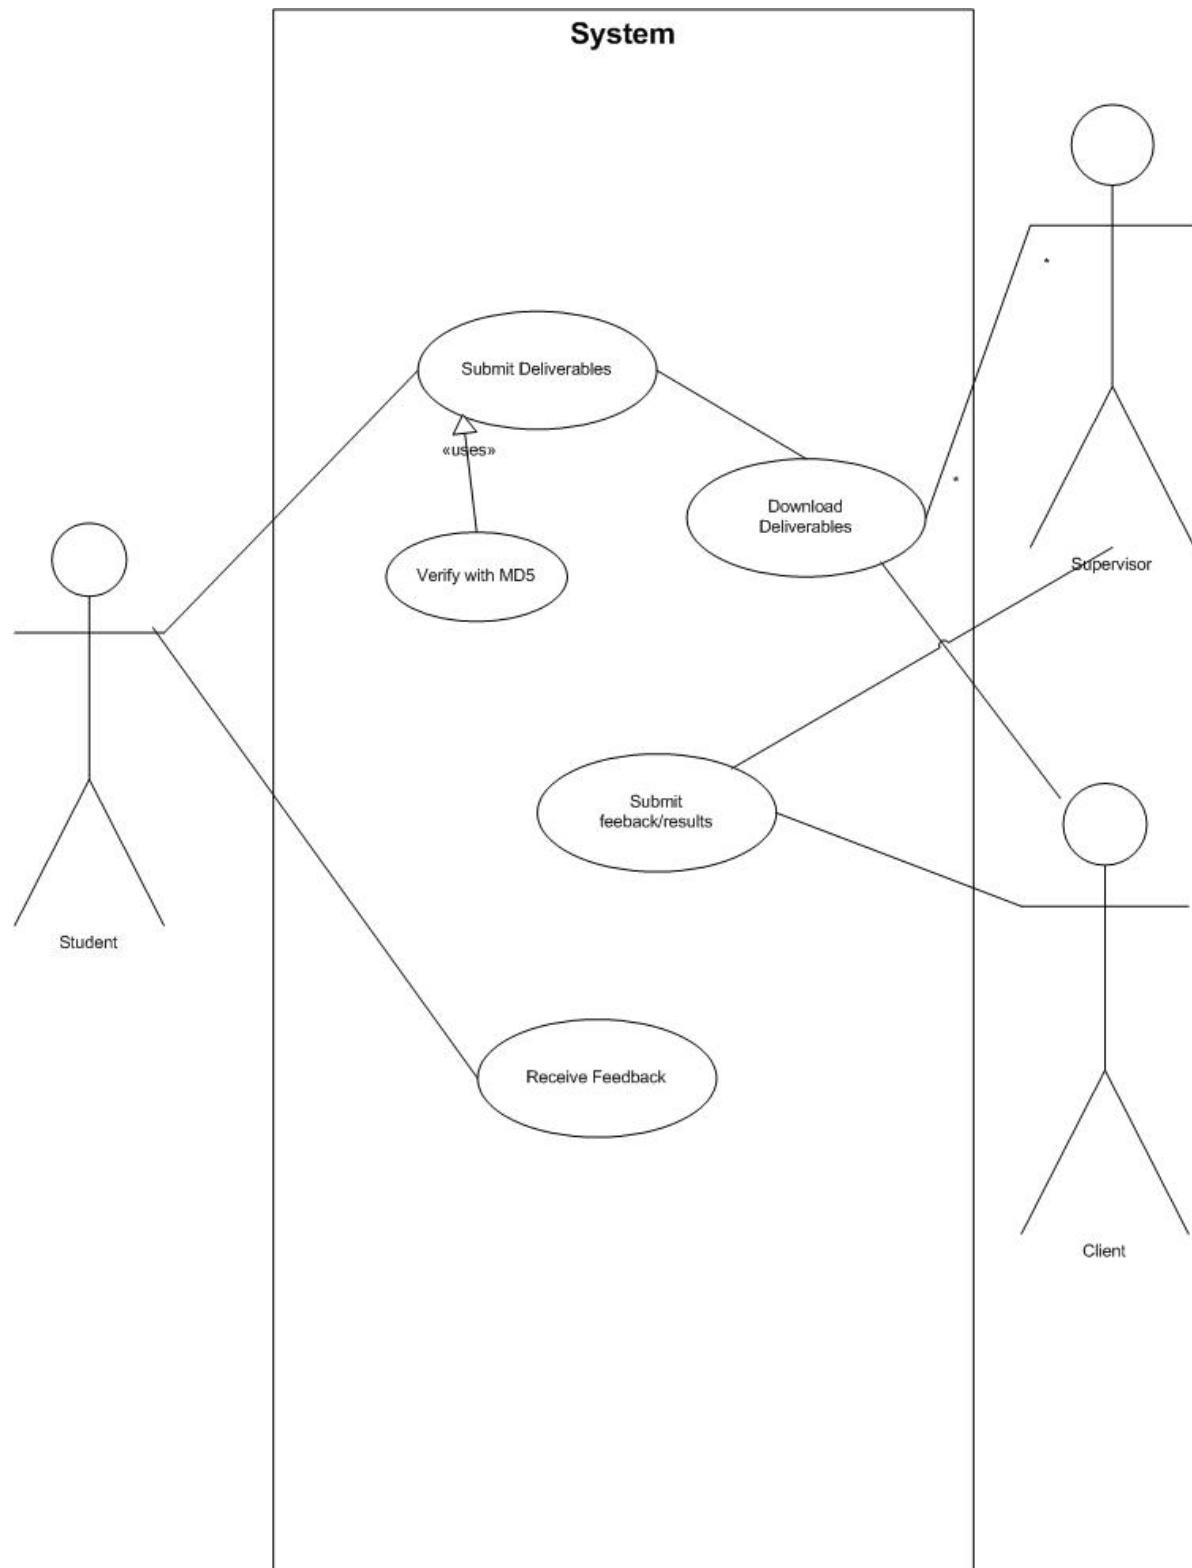 System
*
Submit Deliverables
«uses»
*
Download
Deliverables
Supervisor
Verify with MD5
Submit
feeback/results
Student
Receive Feedback
Client